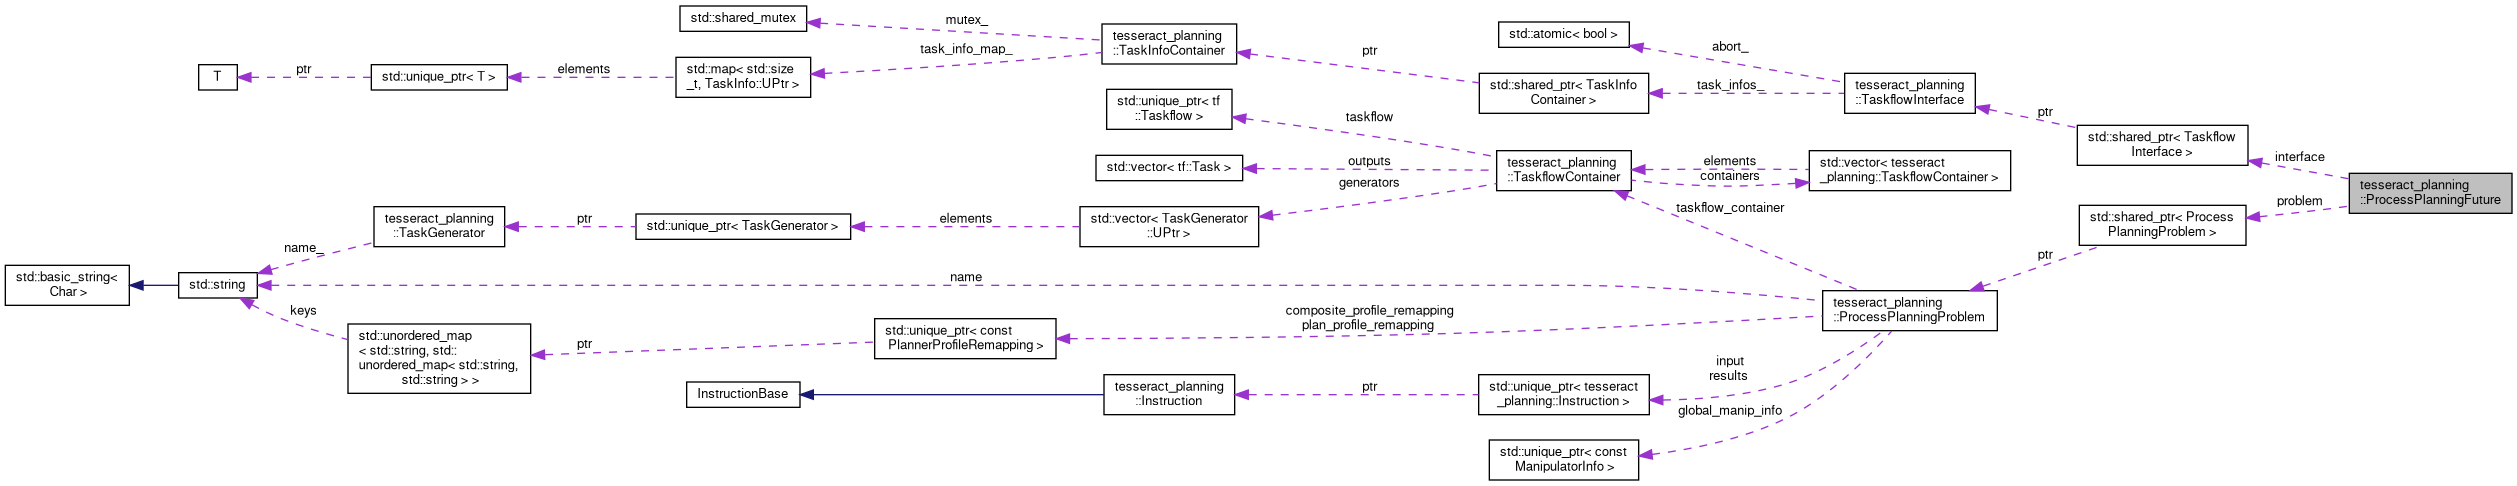 std::shared_mutex
mutex_
tesseract_planning
::TaskInfoContainer
std::atomic< bool >
abort_
task_info_map_
ptr
T
ptr
std::unique_ptr< T >
elements
std::map< std::size
_t, TaskInfo::UPtr >
std::shared_ptr< TaskInfo
Container >
task_infos_
tesseract_planning
::TaskflowInterface
std::unique_ptr< tf
::Taskflow >
taskflow
ptr
std::shared_ptr< Taskflow
Interface >
interface
std::vector< tf::Task >
outputs
tesseract_planning
::TaskflowContainer
elements
containers
std::vector< tesseract
_planning::TaskflowContainer >
generators
tesseract_planning
::ProcessPlanningFuture
problem
tesseract_planning
::TaskGenerator
ptr
std::unique_ptr< TaskGenerator >
elements
std::vector< TaskGenerator
::UPtr >
taskflow_container
std::shared_ptr< Process
PlanningProblem >
ptr
name_
std::basic_string<
Char >
std::string
name
tesseract_planning
::ProcessPlanningProblem
keys
std::unordered_map
< std::string, std::
unordered_map< std::string,
std::string > >
ptr
std::unique_ptr< const
PlannerProfileRemapping >
composite_profile_remapping
plan_profile_remapping
input
results
InstructionBase
tesseract_planning
::Instruction
ptr
std::unique_ptr< tesseract
_planning::Instruction >
global_manip_info
std::unique_ptr< const
ManipulatorInfo >